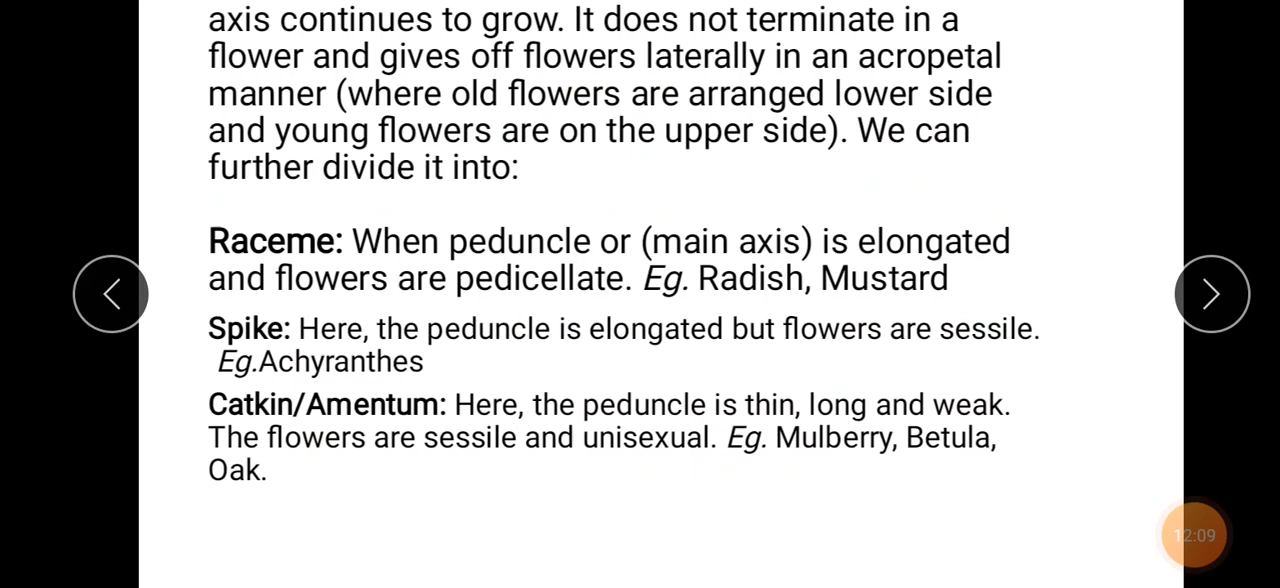 axis continues to grow. It does not terminate in a
flower and gives off flowers laterally in an acropetal
manner (where old flowers are arranged lower side
and young flowers are on the upper side). We can
further divide it into:
Raceme: When peduncle or (main axis) is elongated
and flowers are pedicellate. Eg. Radish, Mustard
Spike: Here, the peduncle is elongated but flowers are sessile.
Eg.Achyranthes
Catkin/Amentum: Here, the peduncle is thin, long and weak.
The flowers are sessile and unisexual. Eg. Mulberry, Betula,
Oak.
12:09